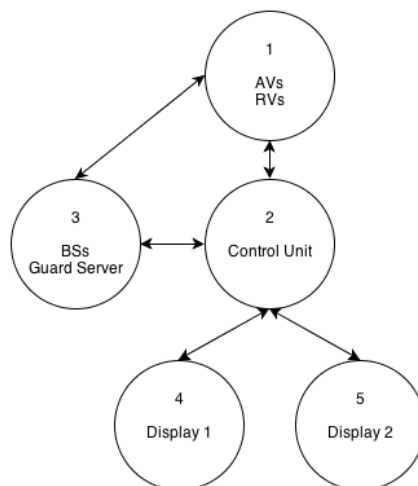 1
AVs
RVs
3
BSs
Guard Server
2
Control Unit
4
Display 1
5
Display 2